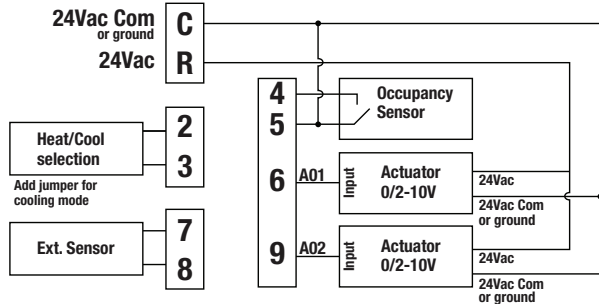 24Vac Com
or ground
C
24Vac
R
Heat/Cool
selection
2
3
Add jumper for
cooling mode
Ext. Sensor
7
8
4
5
Occupancy
Sensor
6
A01
Input
Actuator
0/2-10V
24Vac
24Vac Com
or ground
9
A02
Input
Actuator
0/2-10V
24Vac
24Vac Com
or ground